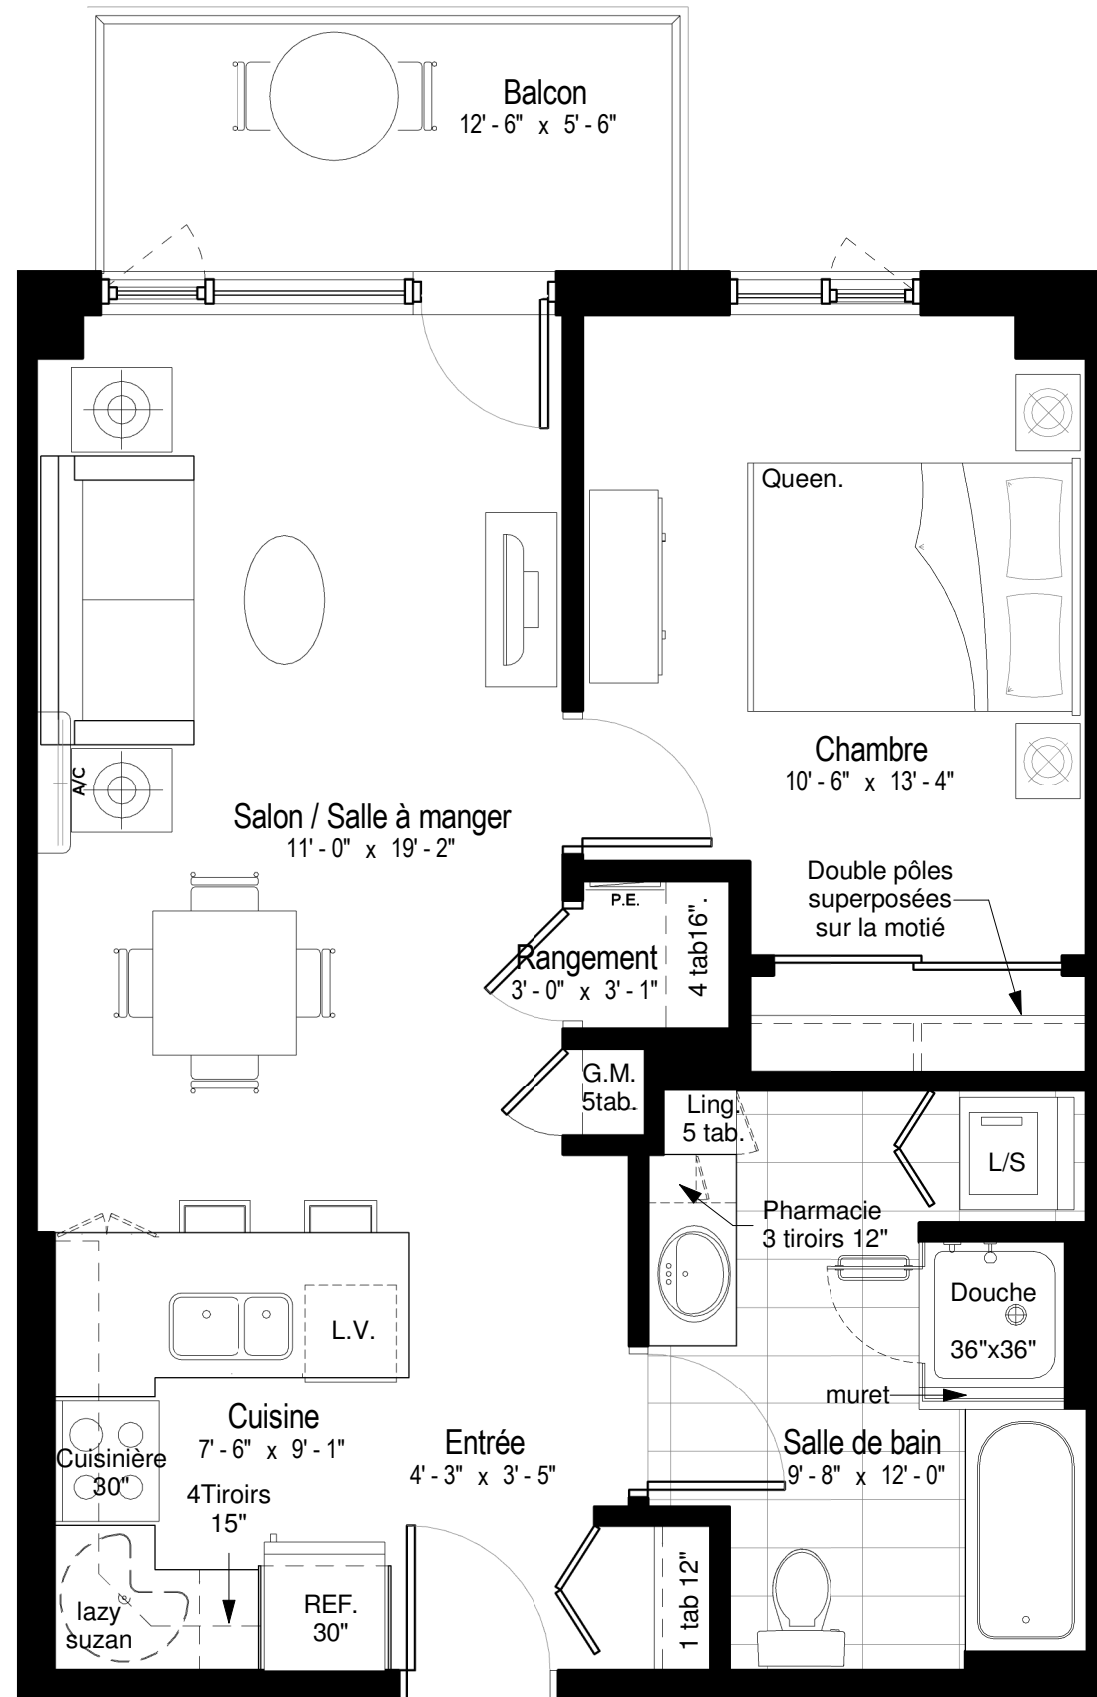 Balcon
12' - 6" x 5' - 6"
Queen.
Chambre
10' - 6" x 13' - 4"
A/C
Salon / Salle à manger
11' - 0" x 19' - 2"
Double pôles
superposées
sur la motié
P.E.
4 tab16".
Rangement
3' - 0" x 3' - 1"
G.M.
5tab.
Ling.
5 tab.
L/S
Pharmacie
3 tiroirs 12"
Douche
36"x36"
L.V.
muret
Cuisine
7' - 6" x 9' - 1"
Entrée
4' - 3" x 3' - 5"
Salle de bain
9' - 8" x 12' - 0"
Cuisinière
30"
4Tiroirs
15"
lazy
suzan
REF.
30"
1 tab 12"